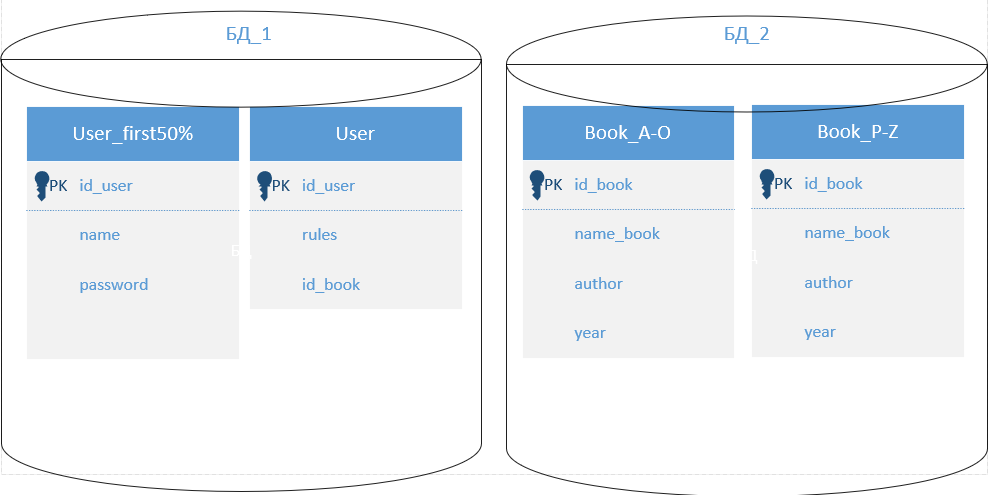 БД_1
User_first50%
PK id_user
name
password
User
PK id_user
rules
id_book
БД_2
Book_A-O
PK id_book
name_book
author
year
Book_P-Z
PK id_book
name_book
author
year